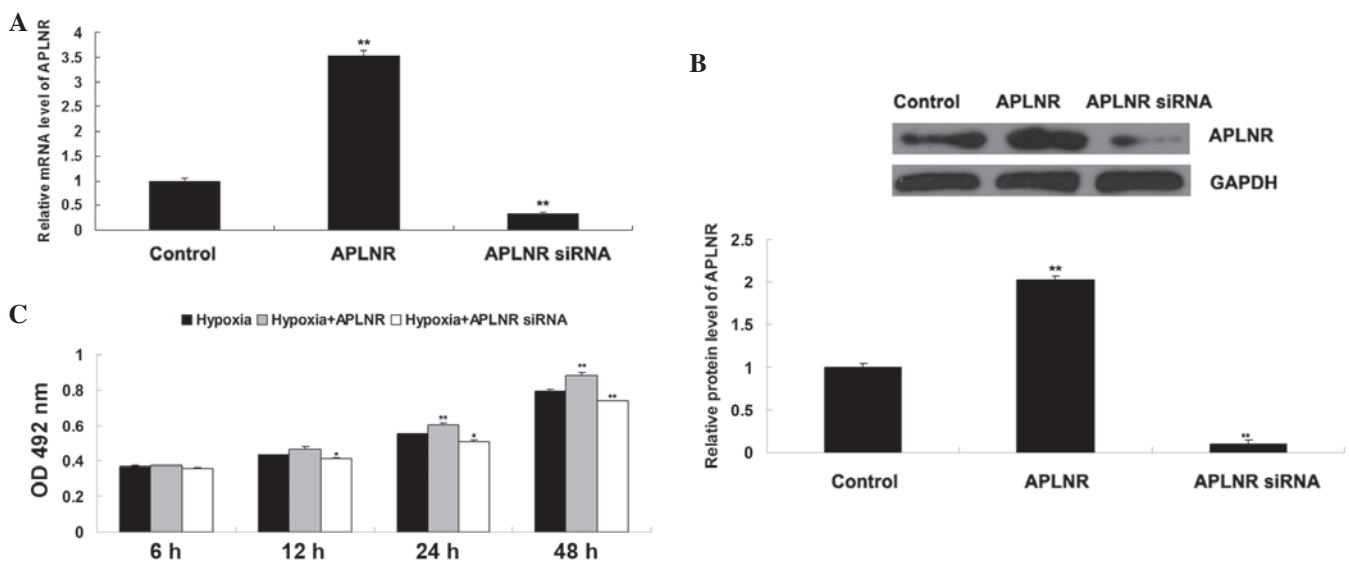 A
Relative mRNA level of APLNR
4
3.5
3
2.5
2
1.5
1
0.5
0
**
**
Control APLNR APLNR siRNA
B
Control APLNR APLNR siRNA
APLNR
GAPDH
Relative protein level of APLNR
2.5
2
1.5
1
0.5
0
**
**
Control APLNR APLNR siRNA
C
Hypoxia Hypoxia+APLNR Hypoxia+APLNR siRNA
OD 492 nm
1
0.8
0.6
0.4
0.2
0
*
**
*
**
**
6 h 12 h 24 h 48 h